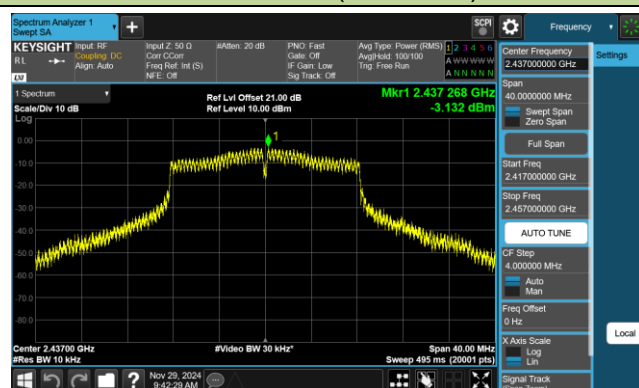 Spectrum Analyzer 1
Swept SA
SCPI
Frequency
KEYSIGHT
RL
Input: RF
Coupling: DC
Align: Auto
Input Z: 50 Ω
Corr CCorr
Freq Ref: Int (S)
NFE: Off
#Atten: 20 dB
PNO: Fast
Gate: Off
IF Gain: Low
Sig Track: Off
Avg Type: Power (RMS)
Avg|Hold: 100/100
Trig: Free Run
1 2 3 4 5 6
A W W W W W
A N N N N N
Center Frequency
2.437000000 GHz
Settings
Span
40.0000000 MHz
Swept Span
Zero Span
Full Span
Start Freq
2.417000000 GHz
Stop Freq
2.457000000 GHz
AUTO TUNE
CF Step
4.000000 MHz
Auto
Man
Freq Offset
0 Hz
X Axis Scale
Log
Lin
Signal Track
Local
1 Spectrum
Scale/Div 10 dB
Log
Ref Lvl Offset 21.00 dB
Ref Level 10.00 dBm
Mkr1 2.437 268 GHz
-3.132 dBm
1
0.00
-10.0
-20.0
-30.0
-40.0
-50.0
-60.0
-70.0
-80.0
Center 2.43700 GHz
#Res BW 10 kHz
#Video BW 30 kHz*
Span 40.00 MHz
Sweep 495 ms (20001 pts)
Nov 29, 2024
9:42:29 AM